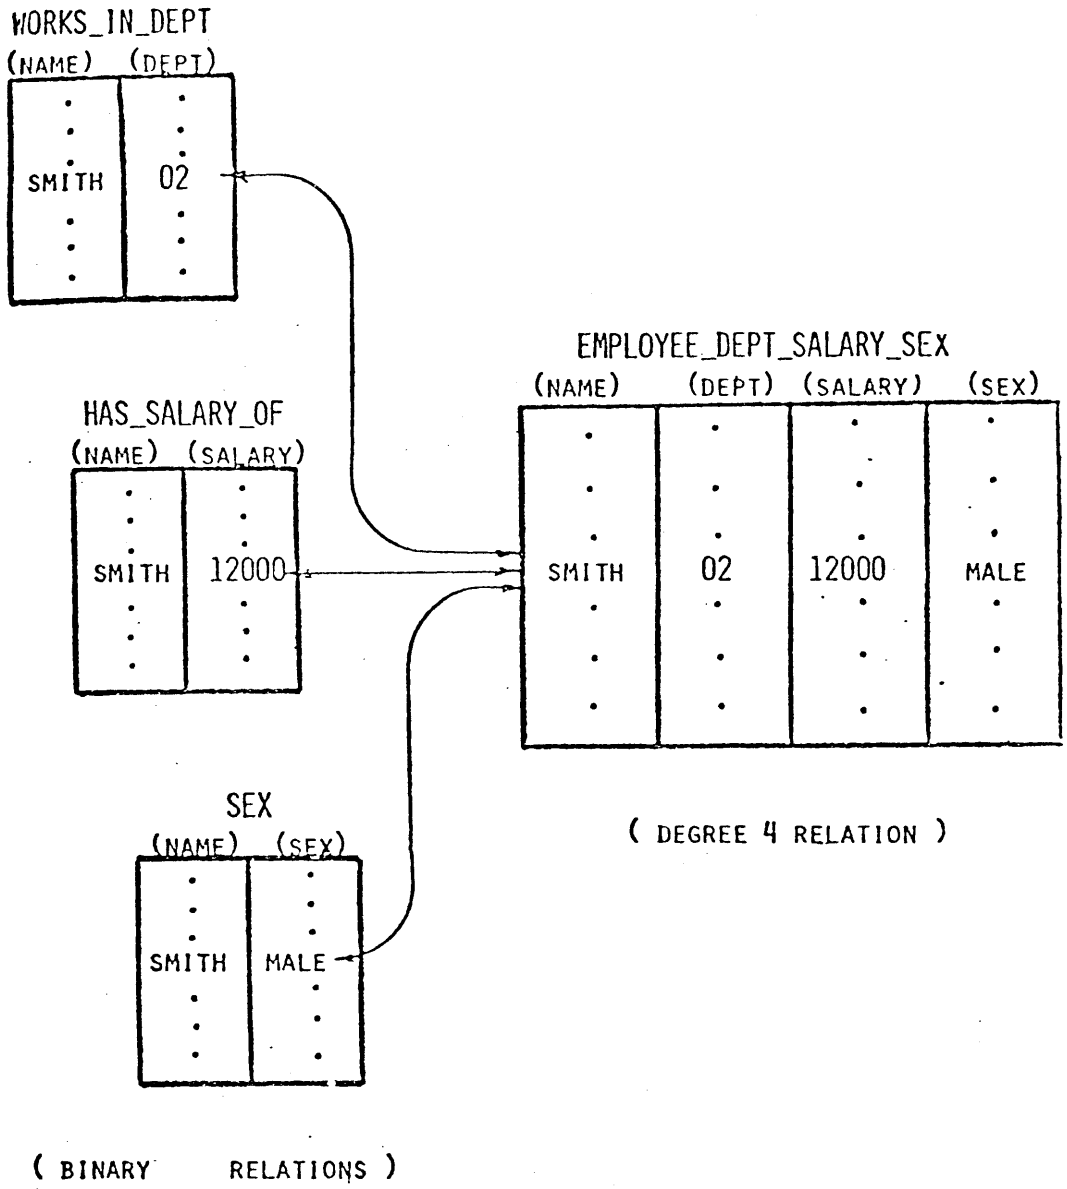 WORKS_IN_DEPT
(NAME) (DEPT)
SMITH 02
EMPLOYEE_DEPT_SALARY_SEX
(NAME) (DEPT) (SALARY) (SEX)
SMITH 02 12000 MALE
(DEGREE 4 RELATION)
HAS_SALARY_OF
(NAME) (SALARY)
SMITH 12000
SEX
(NAME) (SEX)
SMITH MALE
(BINARY RELATIONS)